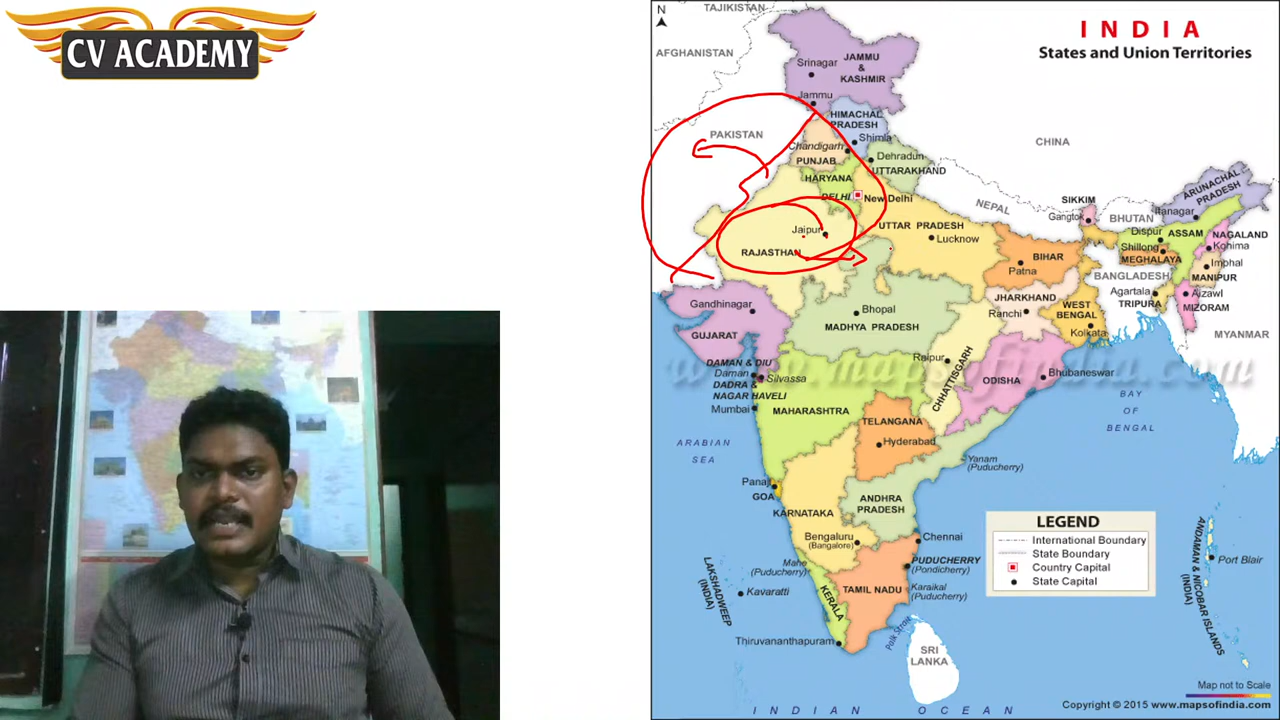 CV ACADEMY
N
INDIA
States and Union Territories
TAJIKISTAN
AFGHANISTAN
PAKISTAN
CHINA
NEPAL
BHUTAN
BANGLADESH
MYANMAR
SRI
LANKA
Srinagar
JAMMU
&
KASHMIR
Jammu
HIMACHAL
PRADESH
Shimla
Chandigarh
PUNJAB
Dehradun
UTTARAKHAND
HARYANA
DELHI
New Delhi
Jaipur
RAJASTHAN
UTTAR PRADESH
Lucknow
BIHAR
Patna
SIKKIM
Gangtok
ARUNACHAL
PRADESH
Itanagar
Dispur
ASSAM
NAGALAND
Kohima
Shillong
MEGHALAYA
Imphal
MANIPUR
Agartala
TRIPURA
Aizawl
MIZORAM
JHARKHAND
Ranchi
WEST
BENGAL
Kolkata
Gandhinagar
GUJARAT
Bhopal
MADHYA PRADESH
Raipur
CHHATTISGARH
ODISHA
Bhubaneswar
DAMAN & DIU
Daman
Silvassa
DADRA &
NAGAR HAVELI
Mumbai
MAHARASHTRA
TELANGANA
Hyderabad
Yanam
(Puducherry)
ARABIAN
SEA
BAY
OF
BENGAL
Panaji
GOA
KARNATAKA
ANDHRA
PRADESH
Bengaluru
(Bangalore)
Chennai
Mahe
(Puducherry)
PUDUCHERRY
(Pondicherry)
TAMIL NADU
Karaikal
(Puducherry)
KERALA
LAKSHADWEEP
(INDIA)
Kavaratti
Thiruvananthapuram
Palk Strait
ANDAMAN & NICOBAR ISLANDS
(INDIA)
Port Blair
LEGEND
International Boundary
State Boundary
Country Capital
State Capital
INDIAN OCEAN
Map not to Scale
Copyright © 2015 www.mapsofindia.com